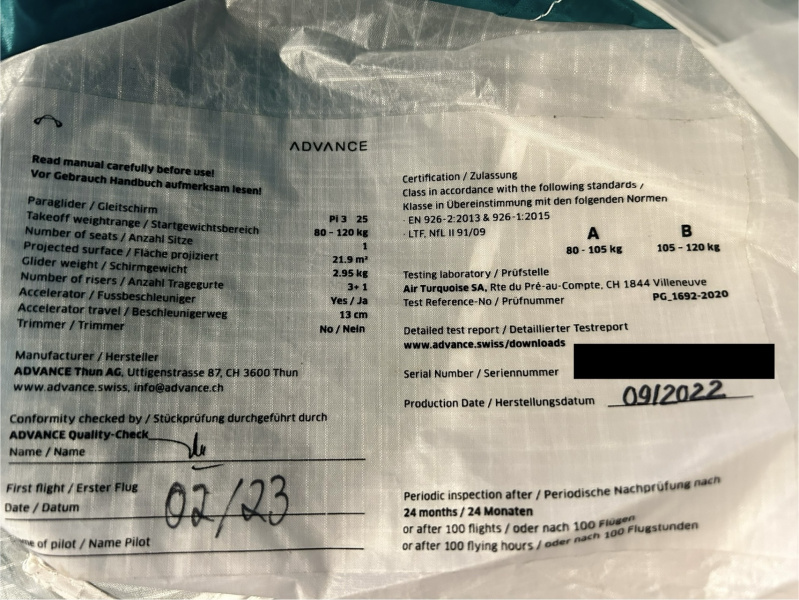 ADVANCE
Read manual carefully before use!
Vor Gebrauch Handbuch aufmerksam lesen!
Paraglider / Gleitschirm Pi 3 25
Takeoff weightrange / Startgewichtsbereich 80 – 120 kg
Number of seats / Anzahl Sitze 1
Projected surface / Fläche projiziert 21.9 m²
Glider weight / Schirmgewicht 2.95 kg
Number of risers / Anzahl Tragegurte 3+ 1
Accelerator / Fussbeschleuniger Yes / Ja
Accelerator travel / Beschleunigerweg 13 cm
Trimmer / Trimmer No / Nein
Manufacturer / Hersteller
ADVANCE Thun AG, Uttigenstrasse 87, CH 3600 Thun
www.advance.swiss, info@advance.ch
Conformity checked by / Stückprüfung durchgeführt durch
ADVANCE Quality-Check
Name / Name
First flight / Erster Flug
Date / Datum 02/23
of pilot / Name Pilot
Certification / Zulassung
Class in accordance with the following standards /
Klasse in Übereinstimmung mit den folgenden Normen
· EN 926-2:2013 & 926-1:2015
· LTF, NfL II 91/09
A B
80 – 105 kg 105 – 120 kg
Testing laboratory / Prüfstelle
Air Turquoise SA, Rte du Pré-au-Compte, CH 1844 Villeneuve
Test Reference-No / Prüfnummer PG_1692-2020
Detailed test report / Detaillierter Testreport
www.advance.swiss/downloads
Serial Number / Seriennummer
Production Date / Herstellungsdatum 09/2022
Periodic inspection after / Periodische Nachprüfung nach
24 months / 24 Monaten
or after 100 flights / oder nach 100 Flügen
or after 100 flying hours / oder nach 100 Flugstunden